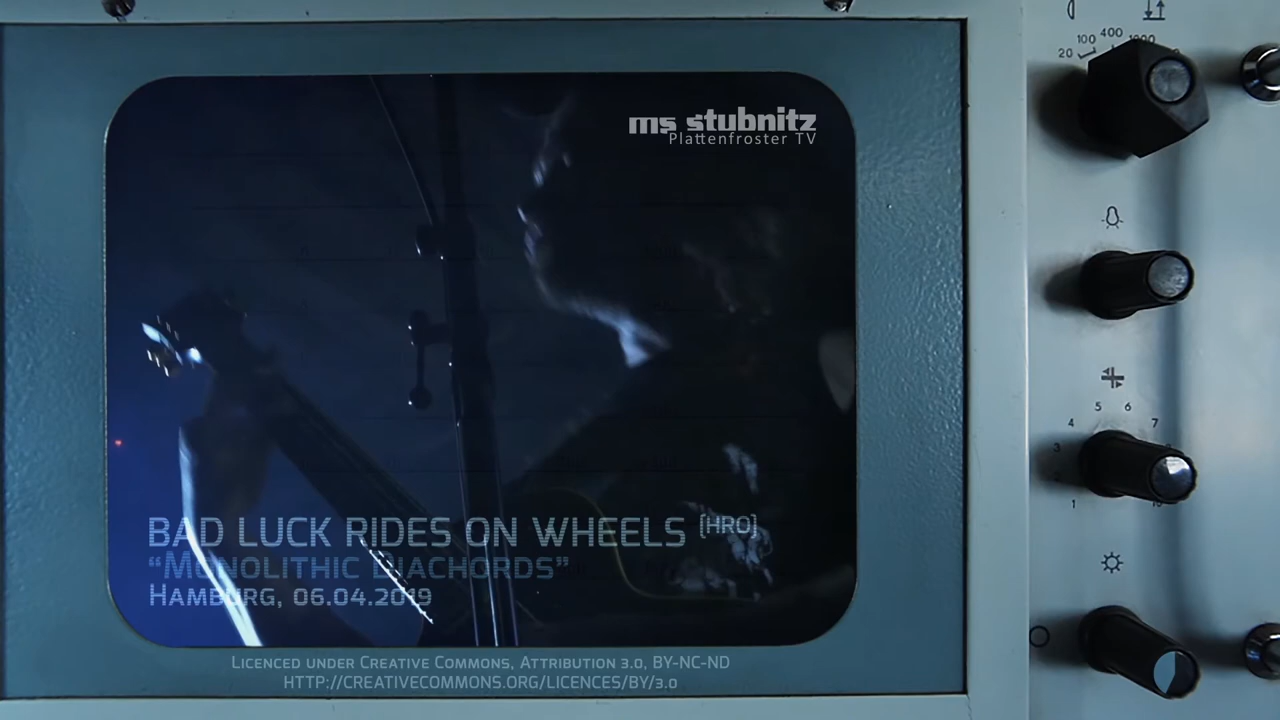 ms stubnitz
Plattenfroster TV
20 100 400
4 5 6 7
3
1
BAD LUCK RIDES ON WHEELS [HRO]
“MONOLITHIC DIACHORDS”
HAMBURG, 06.04.2019
LICENCED UNDER CREATIVE COMMONS, ATTRIBUTION 3.0, BY-NC-ND
HTTP://CREATIVECOMMONS.ORG/LICENCES/BY/3.0